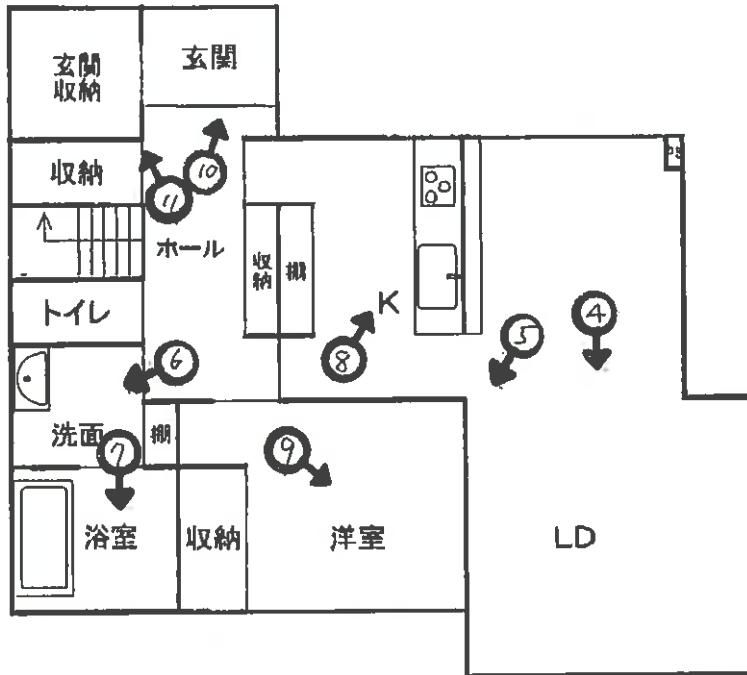 玄関
収納
玄関
収納
⑩
⑪
ホール
収納
棚
K
④
⑤
トイレ
⑥
⑧
洗面
棚
⑦
⑨
浴室
収納
洋室
LD